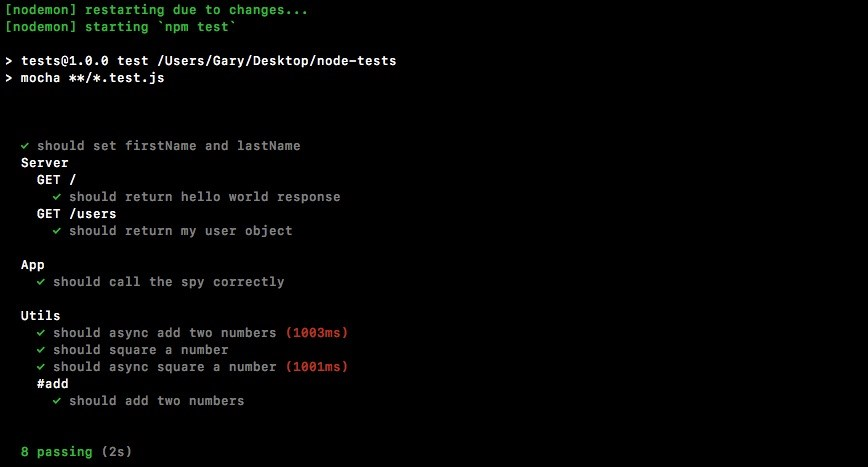 [nodemon] restarting due to changes...
[nodemon] starting `npm test`
> tests@1.0.0 test /Users/Gary/Desktop/node-tests
> mocha **/*.test.js
✓ should set firstName and lastName
Server
GET /
✓ should return hello world response
GET /users
✓ should return my user object
App
✓ should call the spy correctly
Utils
✓ should async add two numbers (1003ms)
✓ should square a number
✓ should async square a number (1001ms)
#add
✓ should add two numbers
8 passing (2s)